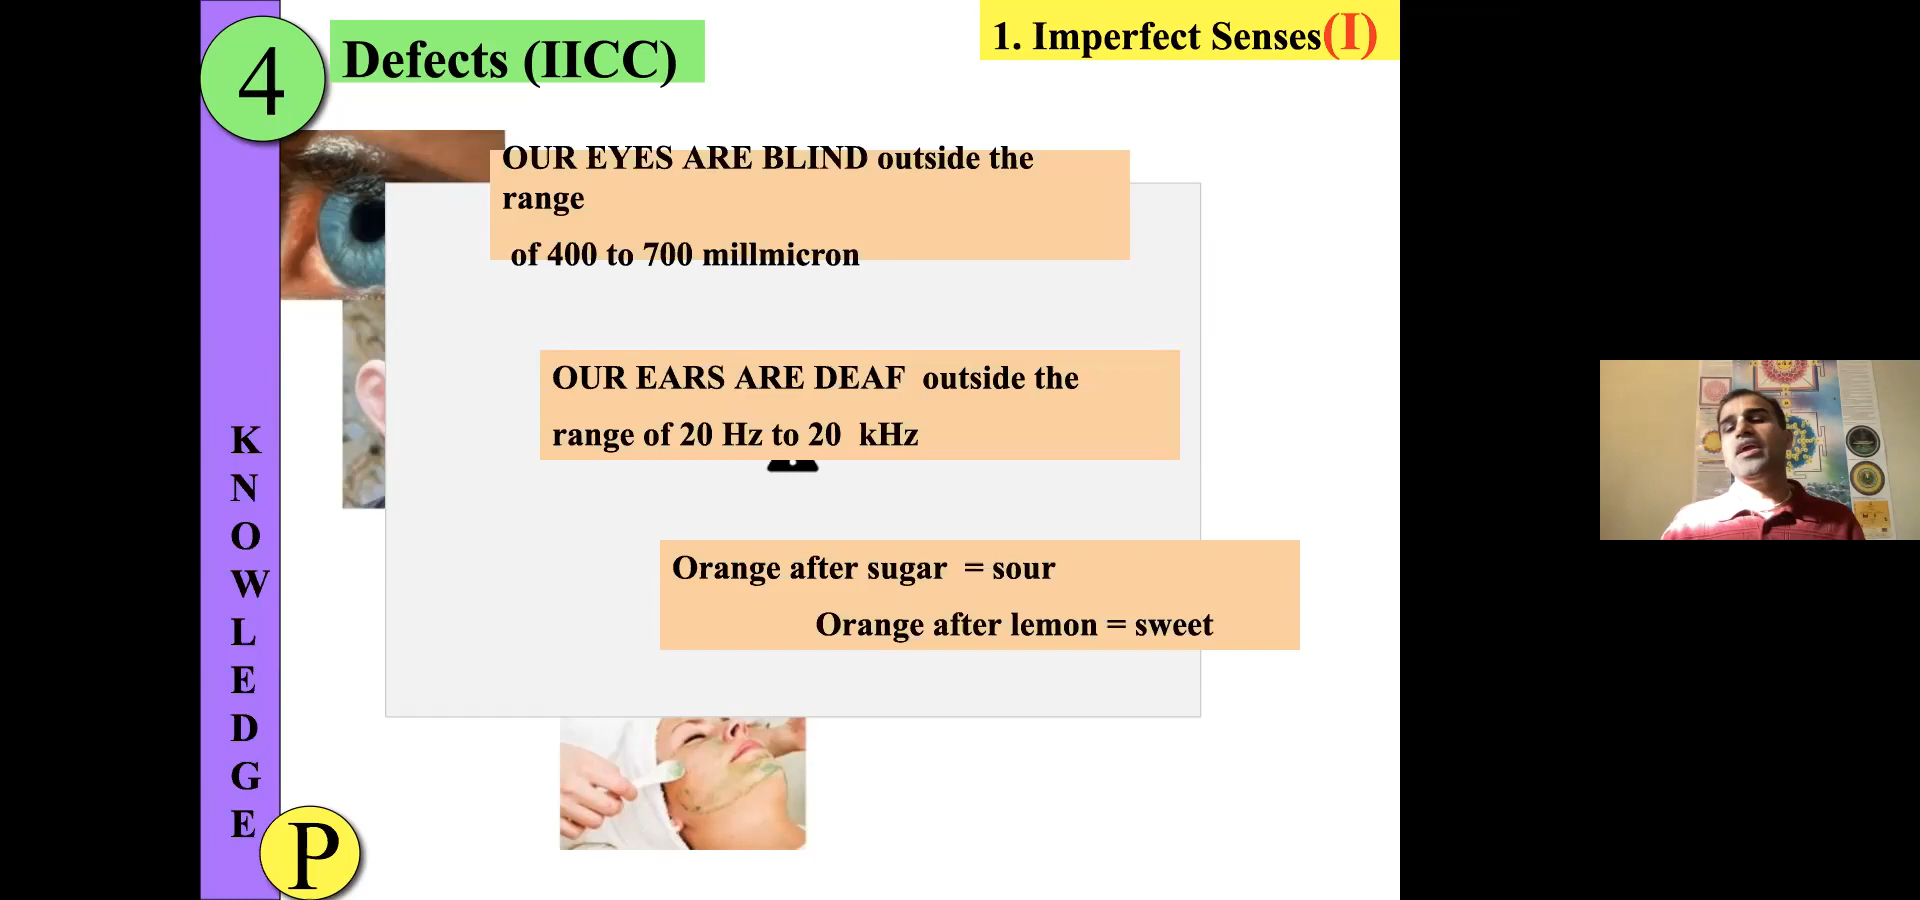 4
Defects (IICC)
1. Imperfect Senses(I)
OUR EYES ARE BLIND outside the
range
of 400 to 700 millmicron
OUR EARS ARE DEAF outside the
range of 20 Hz to 20 kHz
Orange after sugar = sour
Orange after lemon = sweet
K
N
O
W
L
E
D
G
E
P